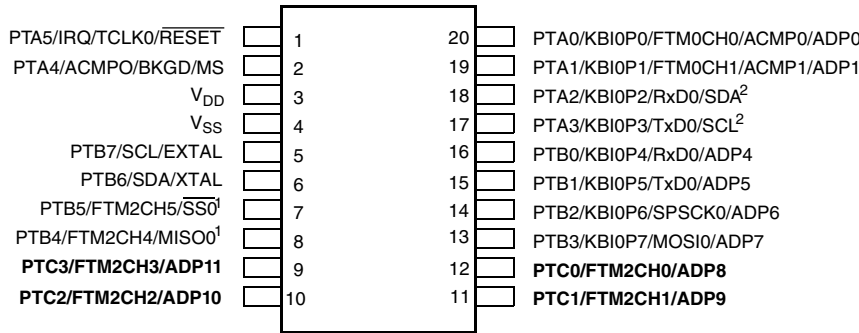 PTA5/IRQ/TCLK0/RESET 1 20 PTA0/KBI0P0/FTM0CH0/ACMP0/ADP0
PTA4/ACMPO/BKGD/MS 2 19 PTA1/KBI0P1/FTM0CH1/ACMP1/ADP1
VDD 3 18 PTA2/KBI0P2/RxD0/SDA2
VSS 4 17 PTA3/KBI0P3/TxD0/SCL2
PTB7/SCL/EXTAL 5 16 PTB0/KBI0P4/RxD0/ADP4
PTB6/SDA/XTAL 6 15 PTB1/KBI0P5/TxD0/ADP5
PTB5/FTM2CH5/SS01 7 14 PTB2/KBI0P6/SPSCK0/ADP6
PTB4/FTM2CH4/MISO01 8 13 PTB3/KBI0P7/MOSI0/ADP7
PTC3/FTM2CH3/ADP11 9 12 PTC0/FTM2CH0/ADP8
PTC2/FTM2CH2/ADP10 10 11 PTC1/FTM2CH1/ADP9